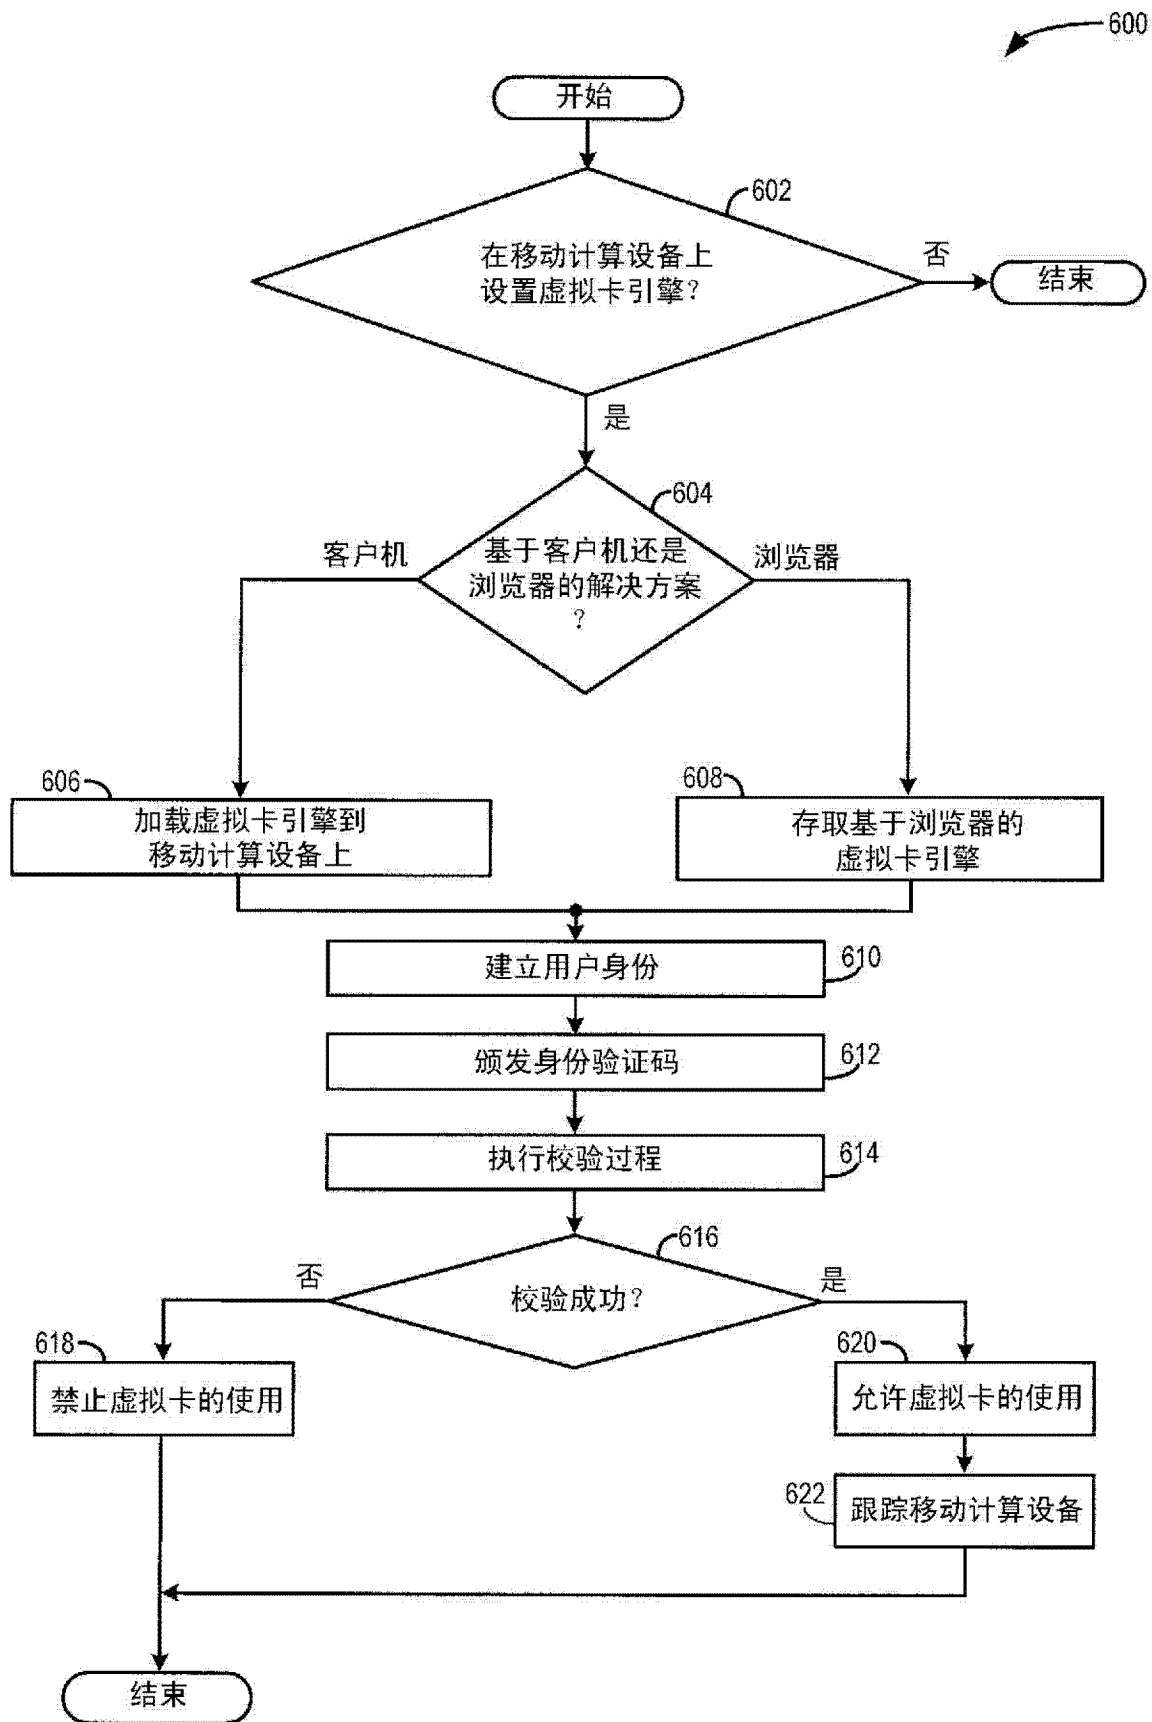 600
开始
602
在移动计算设备上
设置虚拟卡引擎?
否
结束
是
604
客户机
基于客户机还是
浏览器的解决方案
?
浏览器
606
加载虚拟卡引擎到
移动计算设备上
608
存取基于浏览器的
虚拟卡引擎
建立用户身份
610
颁发身份验证码
612
执行校验过程
614
616
否
校验成功?
是
618
禁止虚拟卡的使用
620
允许虚拟卡的使用
622
跟踪移动计算设备
结束